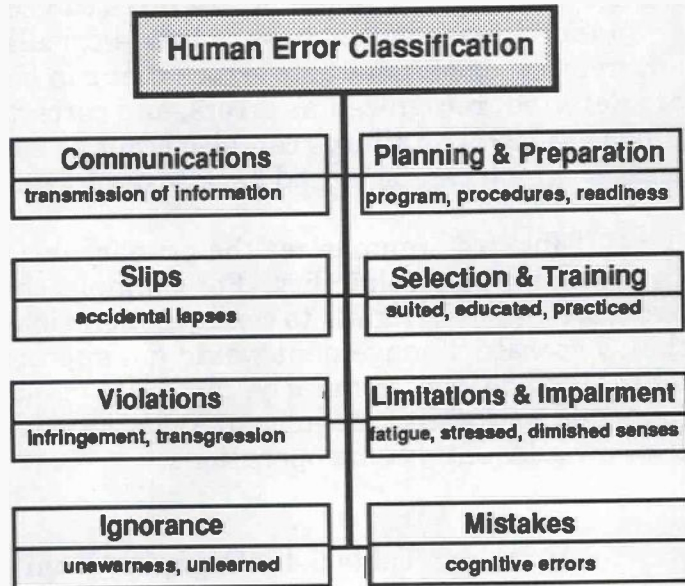 Human Error Classification
Communications
transmission of information
Planning & Preparation
program, procedures, readiness
Slips
accidental lapses
Selection & Training
suited, educated, practiced
Violations
infringement, transgression
Limitations & Impairment
fatigue, stressed, dimished senses
Ignorance
unawarness, unlearned
Mistakes
cognitive errors